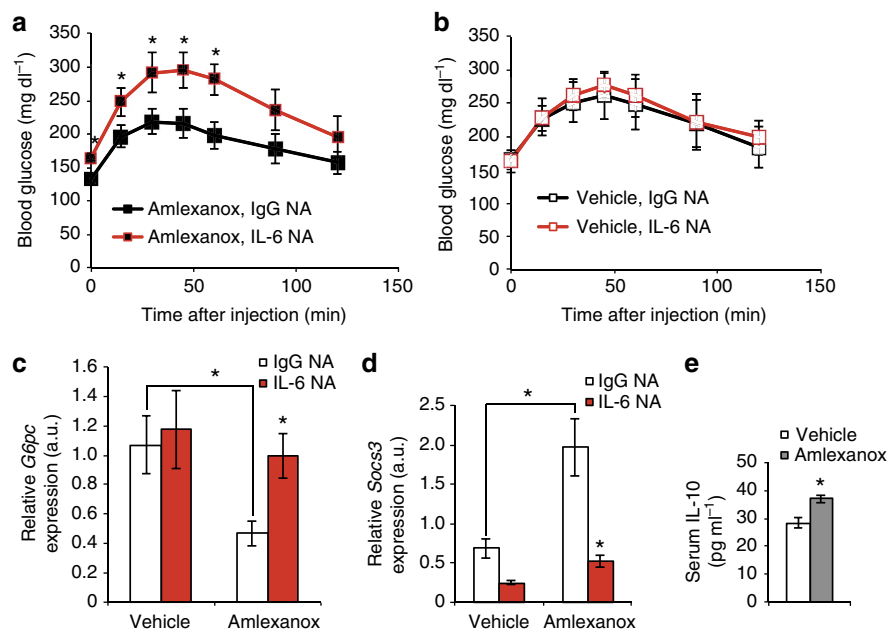 a
Blood glucose (mg dl⁻¹)
350
300
250
200
150
100
50
0
* * * * * *
Amlexanox, IgG NA
Amlexanox, IL-6 NA
0 50 100 150
Time after injection (min)
b
Blood glucose (mg dl⁻¹)
350
300
250
200
150
100
50
0
Vehicle, IgG NA
Vehicle, IL-6 NA
0 50 100 150
Time after injection (min)
c
Relative G6pc
expression (a.u.)
1.6
1.4
1.2
1.0
0.8
0.6
0.4
0.2
0
IgG NA
IL-6 NA
*
*
Vehicle Amlexanox
d
Relative Socs3
expression (a.u.)
2.5
2.0
1.5
1.0
0.5
0
IgG NA
IL-6 NA
*
*
Vehicle Amlexanox
e
Vehicle
Amlexanox
Serum IL-10
(pg ml⁻¹)
50
40
30
20
10
0
*